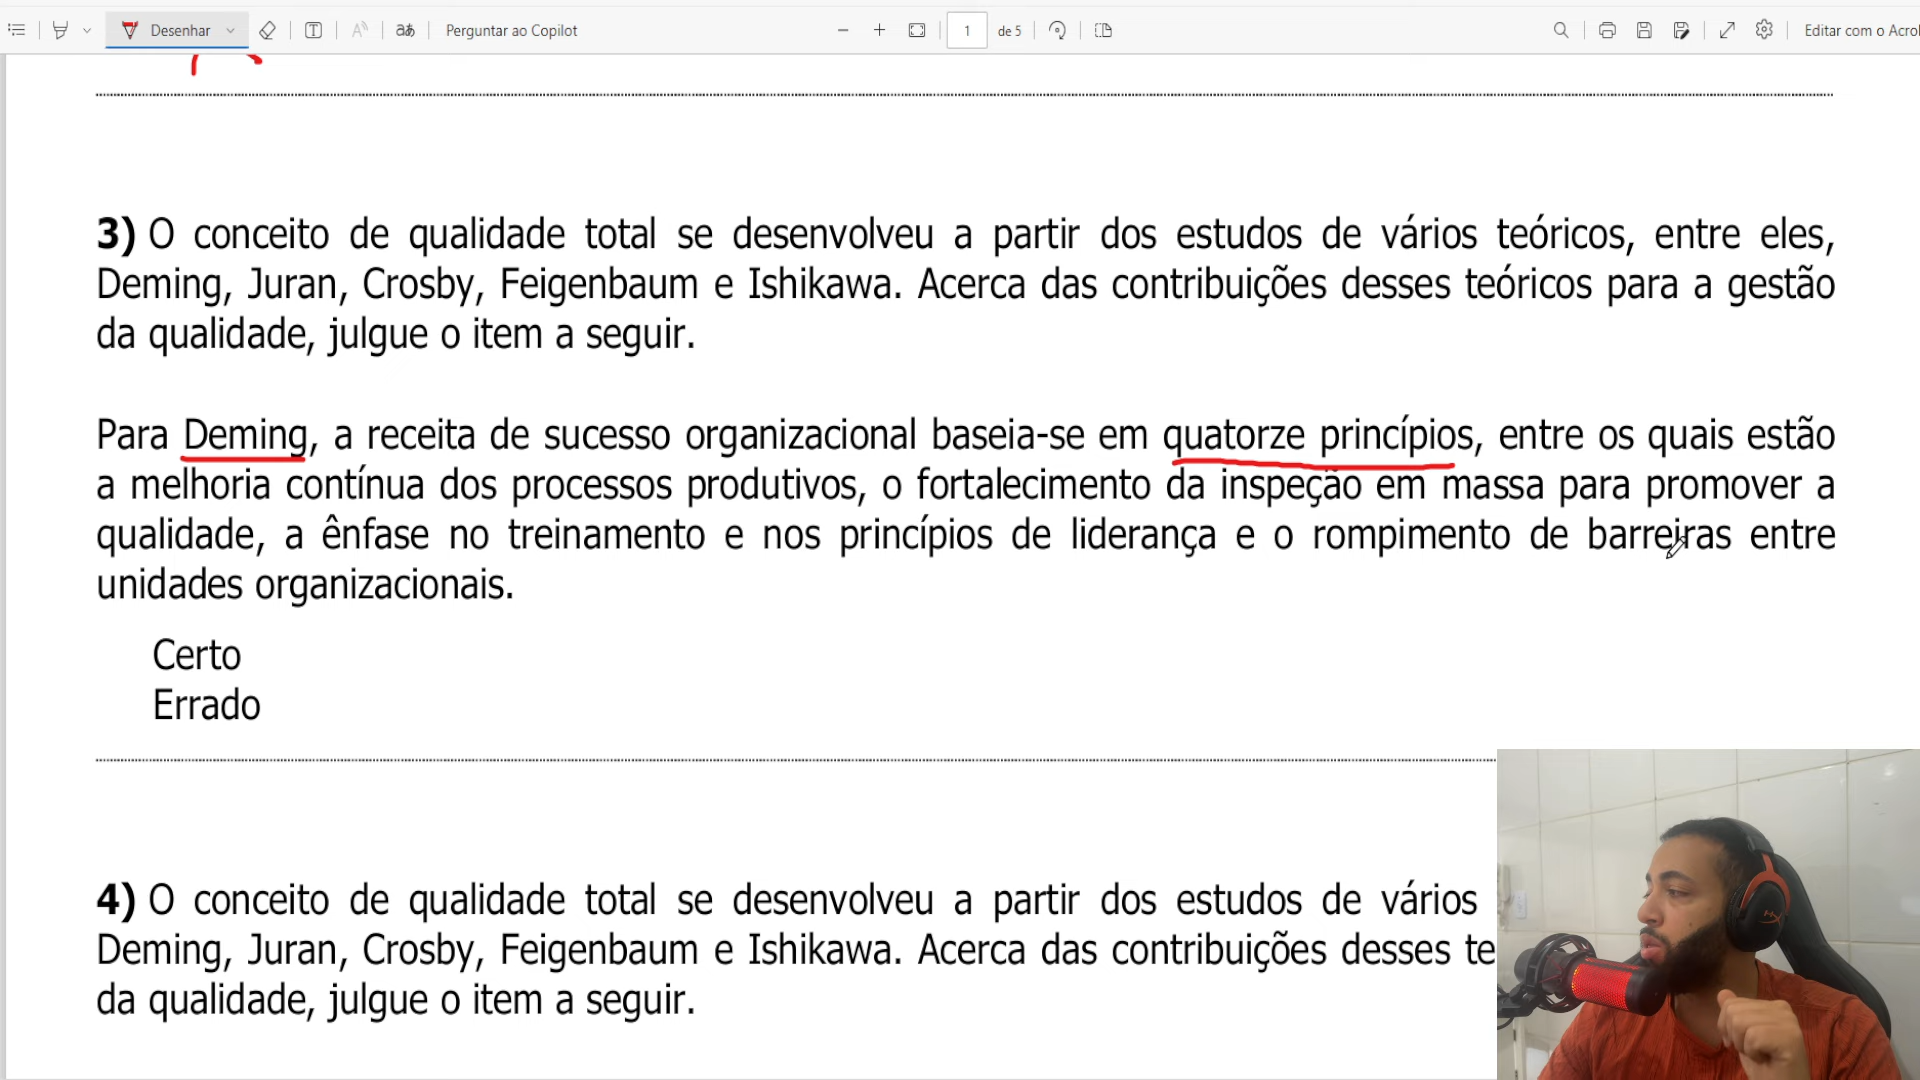 Desenhar
Perguntar ao Copilot
1
de 5
Editar com o Acrol
3) O conceito de qualidade total se desenvolveu a partir dos estudos de vários teóricos, entre eles,
Deming, Juran, Crosby, Feigenbaum e Ishikawa. Acerca das contribuições desses teóricos para a gestão
da qualidade, julgue o item a seguir.
Para Deming, a receita de sucesso organizacional baseia-se em quatorze princípios, entre os quais estão
a melhoria contínua dos processos produtivos, o fortalecimento da inspeção em massa para promover a
qualidade, a ênfase no treinamento e nos princípios de liderança e o rompimento de barreiras entre
unidades organizacionais.
Certo
Errado
4) O conceito de qualidade total se desenvolveu a partir dos estudos de vários
Deming, Juran, Crosby, Feigenbaum e Ishikawa. Acerca das contribuições desses te
da qualidade, julgue o item a seguir.